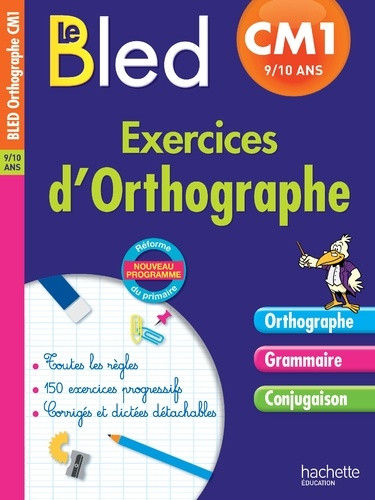 BLED Orthographe CM1
9/10
ANS
Le
Bled
CM1
9/10 ANS
Exercices
d'Orthographe
Réforme
NOUVEAU
PROGRAMME
du primaire
Orthographe
Grammaire
Conjugaison
• Toutes les règles
• 150 exercices progressifs
• Corrigés et dictées détachables
hachette
ÉDUCATION